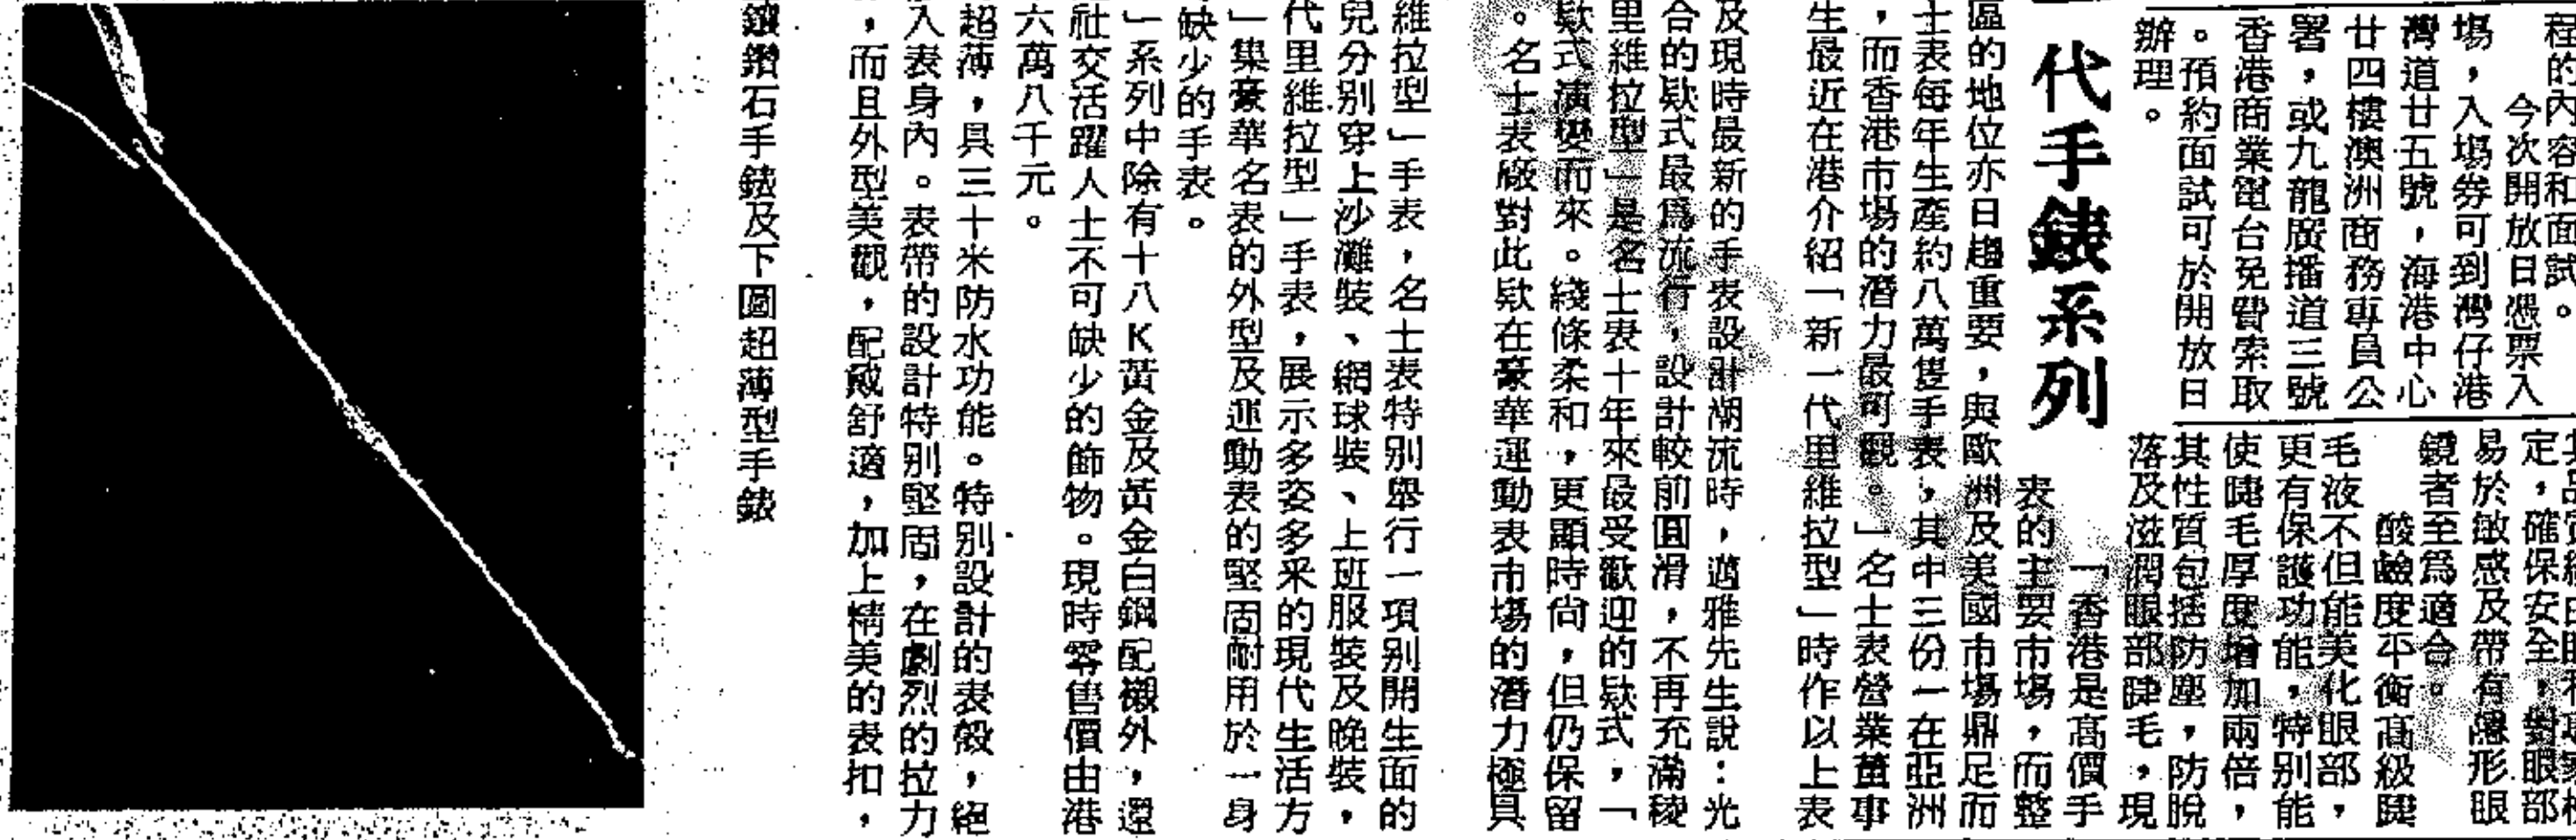 程的內容和面試。
今次開放日憑票入
場，入場券可到灣仔港
灣道廿五號，海港中心
廿四樓澳洲商務專員公
署，或九龍廣播道三號
香港商業電台免費索取
。預約面試可於開放日
辦理。
定，確保安全，對眼部
易於敏感及帶有隱形眼
鏡者至為適合。
酸鹼度平衡高級
毛液不但能美化眼部，
更有保護功能，特別能
使睫毛厚度增加兩倍，
其性質包括防塵，防脫
落及滋潤眼部睫毛，現
代手錶系列
「香港是高價手
表的主要市場，而整
區的地位亦日趨重要，與歐洲及美國市場鼎足而
士表每年生產約八萬隻手表，其中三份一在亞洲
，而香港市場的潛力最可觀。」名士表營業董事
生最近在港介紹「新一代里維拉型」時作以上表
及現時最新的手表設計潮流時，邁雅先生說：光
合的欵式最為流行，設計較前圓滑，不再充滿稜
里維拉型」是名士表十年來最受歡迎的欵式，「
欵式演變而來。綫條柔和，更顯時尚，但仍保留
。名士表廠對此欵在豪華運動表市場的潛力極具
維拉型」手表，名士表特別舉行一項別開生面的
兒分別穿上沙灘裝、網球裝、上班服裝及晚裝，
代里維拉型」手表，展示多姿多釆的現代生活方
」集豪華名表的外型及運動表的堅固耐用於一身
缺少的手表。
」系列中除有十八K黃金及黃金白鋼配襯外，還
社交活躍人士不可缺少的飾物。現時零售價由港
六萬八千元。
超薄，具三十米防水功能。特別設計的表殼，絕
入表身內。表帶的設計特別堅固，在劇烈的拉力
，而且外型美觀，配戴舒適，加上精美的表扣，
鑲鑽石手錶及下圖超薄型手錶